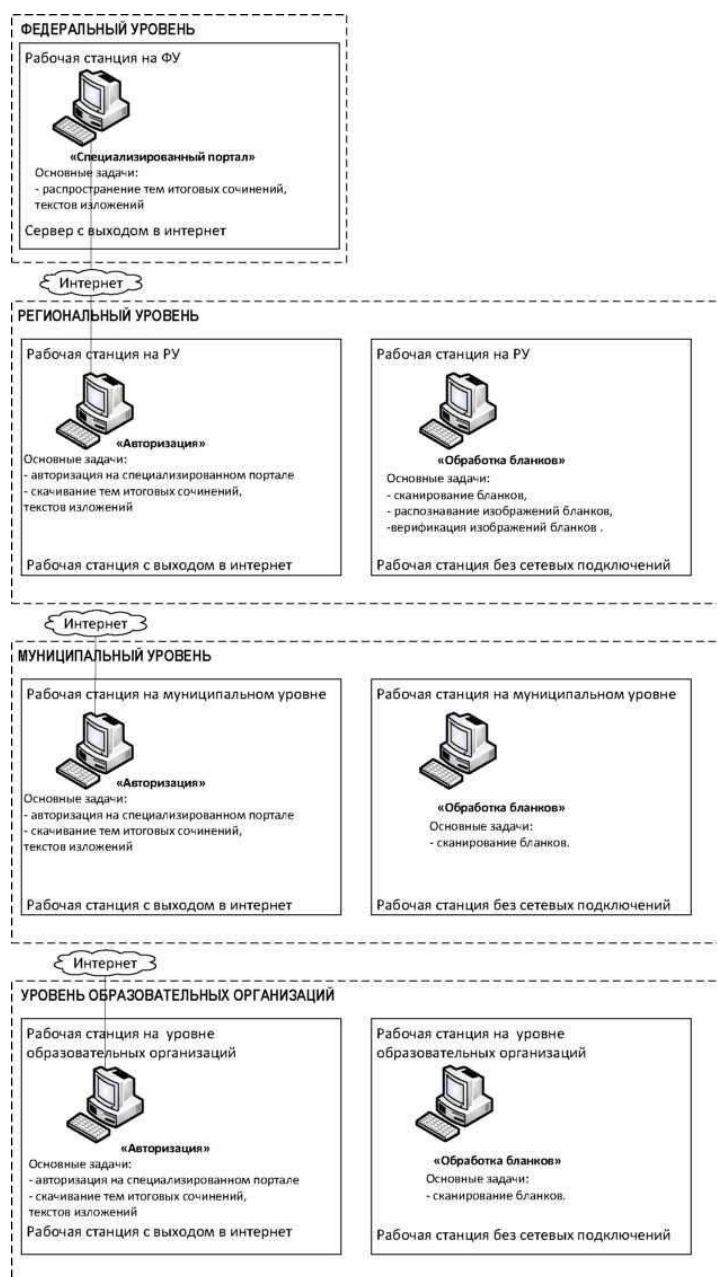 ФЕДЕРАЛЬНЫЙ УРОВЕНЬ
Рабочая станция на ФУ
«Специализированный портал»
Основные задачи:
- распространение тем итоговых сочинений,
текстов изложений
Сервер с выходом в интернет
Интернет
РЕГИОНАЛЬНЫЙ УРОВЕНЬ
Рабочая станция на РУ
«Авторизация»
Основные задачи:
- авторизация на специализированном портале
- скачивание тем итоговых сочинений,
текстов изложений
Рабочая станция с выходом в интернет
Рабочая станция на РУ
«Обработка бланков»
Основные задачи:
- сканирование бланков,
- распознавание изображений бланков,
-верификация изображений бланков .
Рабочая станция без сетевых подключений
Интернет
МУНИЦИПАЛЬНЫЙ УРОВЕНЬ
Рабочая станция на муниципальном уровне
«Авторизация»
Основные задачи:
- авторизация на специализированном портале
- скачивание тем итоговых сочинений,
текстов изложений
Рабочая станция с выходом в интернет
Рабочая станция на муниципальном уровне
«Обработка бланков»
Основные задачи:
- сканирование бланков.
Рабочая станция без сетевых подключений
Интернет
УРОВЕНЬ ОБРАЗОВАТЕЛЬНЫХ ОРГАНИЗАЦИЙ
Рабочая станция на уровне
образовательных организаций
«Авторизация»
Основные задачи:
- авторизация на специализированном портале
- скачивание тем итоговых сочинений,
текстов изложений
Рабочая станция с выходом в интернет
Рабочая станция на уровне
образовательных организаций
«Обработка бланков»
Основные задачи:
- сканирование бланков.
Рабочая станция без сетевых подключений